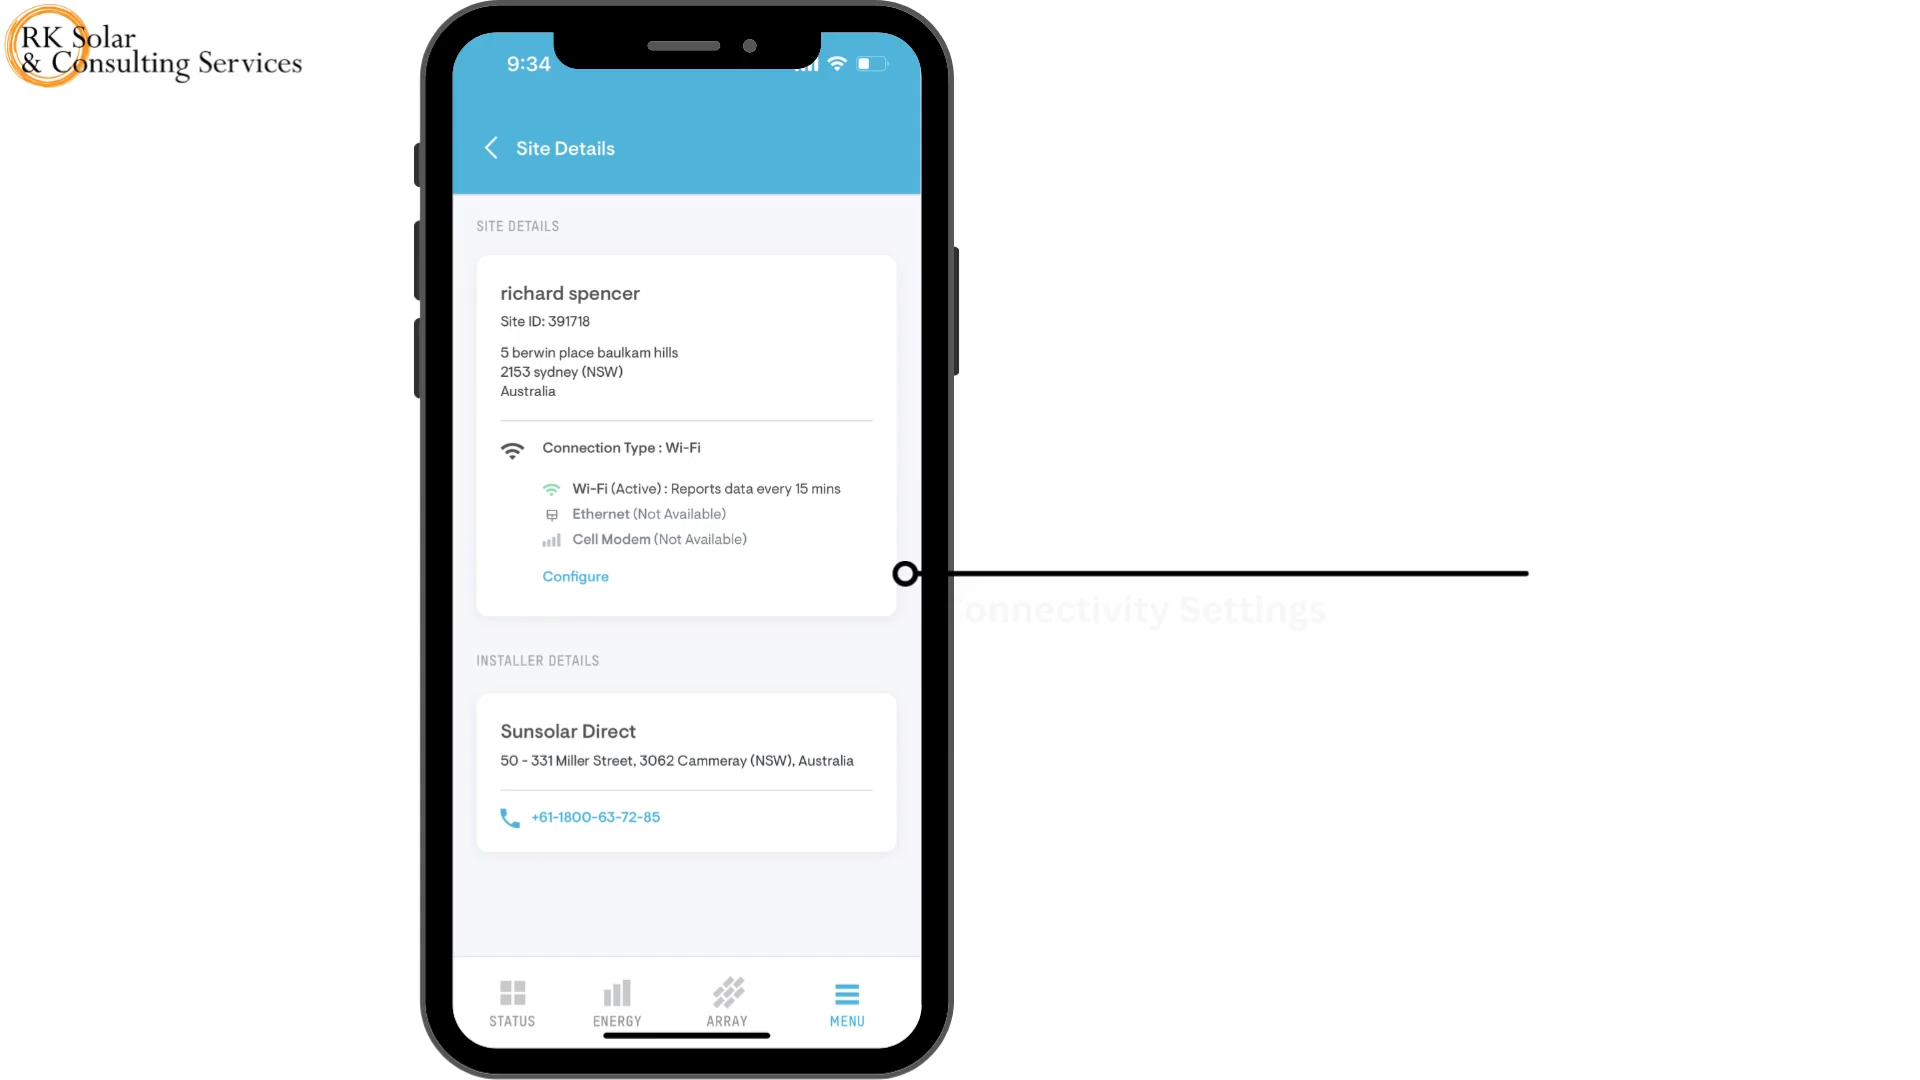 RK Solar
& Consulting Services
9:34
Site Details
SITE DETAILS
richard spencer
Site ID: 391718
5 berwin place baulkam hills
2153 sydney (NSW)
Australia
Connection Type : Wi-Fi
Wi-Fi (Active) : Reports data every 15 mins
Ethernet (Not Available)
Cell Modem (Not Available)
Configure
onnectivity Settings
INSTALLER DETAILS
Sunsolar Direct
50 - 331 Miller Street, 3062 Cammeray (NSW), Australia
+61-1800-63-72-85
STATUS
ENERGY
ARRAY
MENU